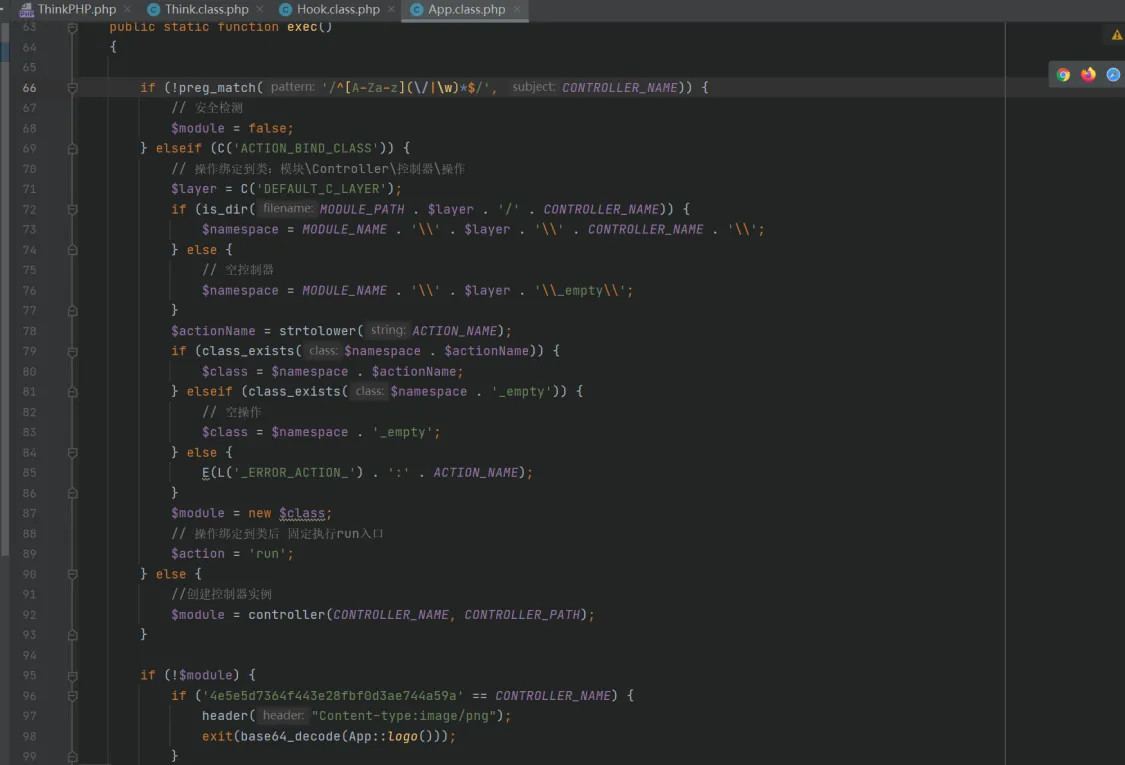 ThinkPHP.php × Think.class.php × Hook.class.php × App.class.php ×
63 public static function exec()
64 {
65
66 if (!preg_match( pattern: '/^[A-Za-z](\/|\w)*$/', subject: CONTROLLER_NAME)) {
67 // 安全检测
68 $module = false;
69 } elseif (C('ACTION_BIND_CLASS')) {
70 // 操作绑定到类：模块\Controller\控制器\操作
71 $layer = C('DEFAULT_C_LAYER');
72 if (is_dir( filename: MODULE_PATH . $layer . '/' . CONTROLLER_NAME)) {
73 $namespace = MODULE_NAME . '\\' . $layer . '\\' . CONTROLLER_NAME . '\\';
74 } else {
75 // 空控制器
76 $namespace = MODULE_NAME . '\\' . $layer . '\\_empty\\';
77 }
78 $actionName = strtolower( string: ACTION_NAME);
79 if (class_exists( class: $namespace . $actionName)) {
80 $class = $namespace . $actionName;
81 } elseif (class_exists( class: $namespace . '_empty')) {
82 // 空操作
83 $class = $namespace . '_empty';
84 } else {
85 E(L('_ERROR_ACTION_') . ':' . ACTION_NAME);
86 }
87 $module = new $class;
88 // 操作绑定到类后 固定执行run入口
89 $action = 'run';
90 } else {
91 //创建控制器实例
92 $module = controller(CONTROLLER_NAME, CONTROLLER_PATH);
93 }
94
95 if (!$module) {
96 if ('4e5e5d7364f443e28fbf0d3ae744a59a' == CONTROLLER_NAME) {
97 header( header: "Content-type:image/png");
98 exit(base64_decode(App::logo()));
99 }